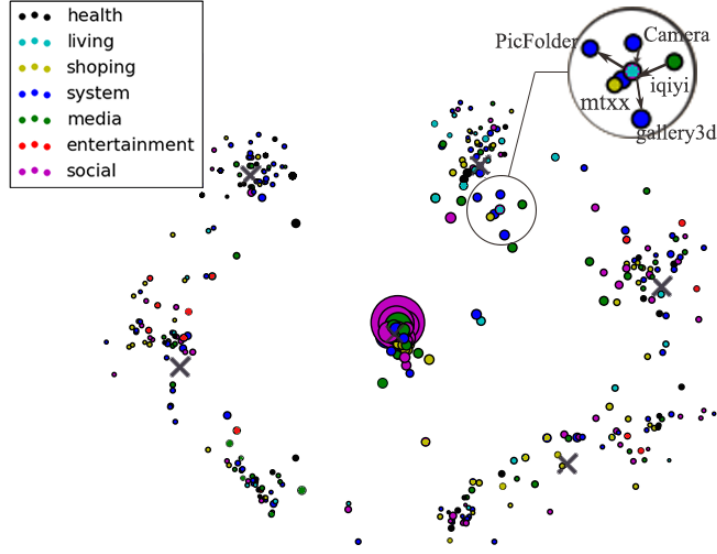 health
living
shoping
system
media
entertainment
social
PicFolder
Camera
iqiyi
mtxx
gallery3d